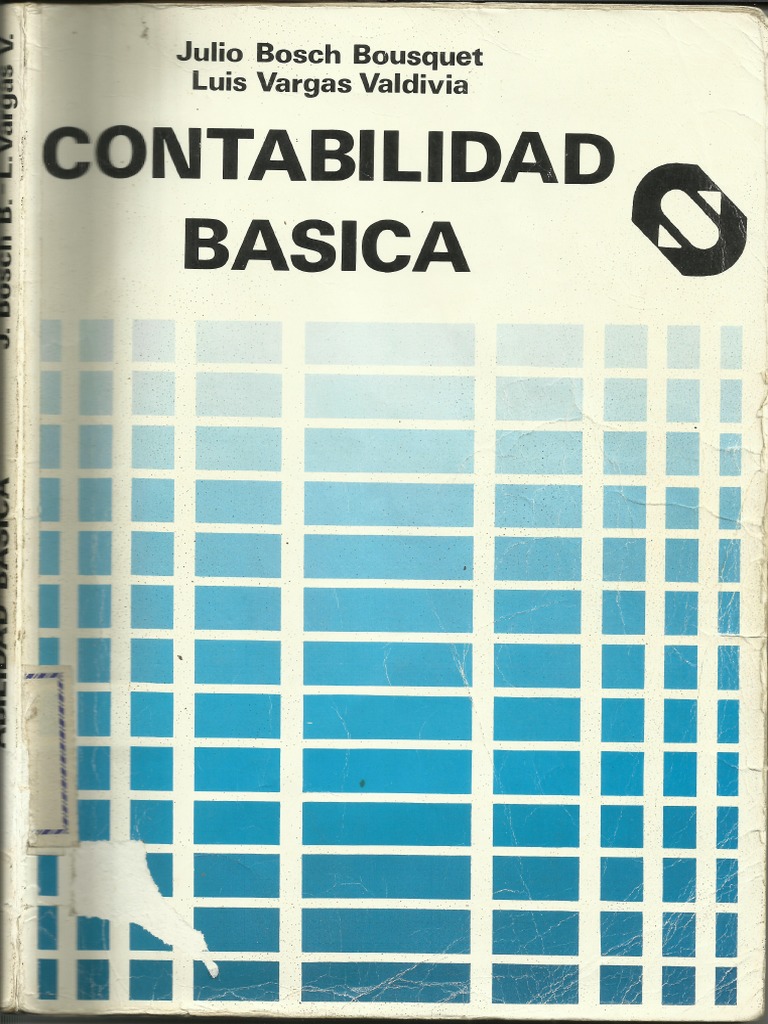 Julio Bosch Bousquet
Luis Vargas Valdivia
CONTABILIDAD
BASICA
J. Bosch B. - L. Vargas V.
ABILIDAD BASICA